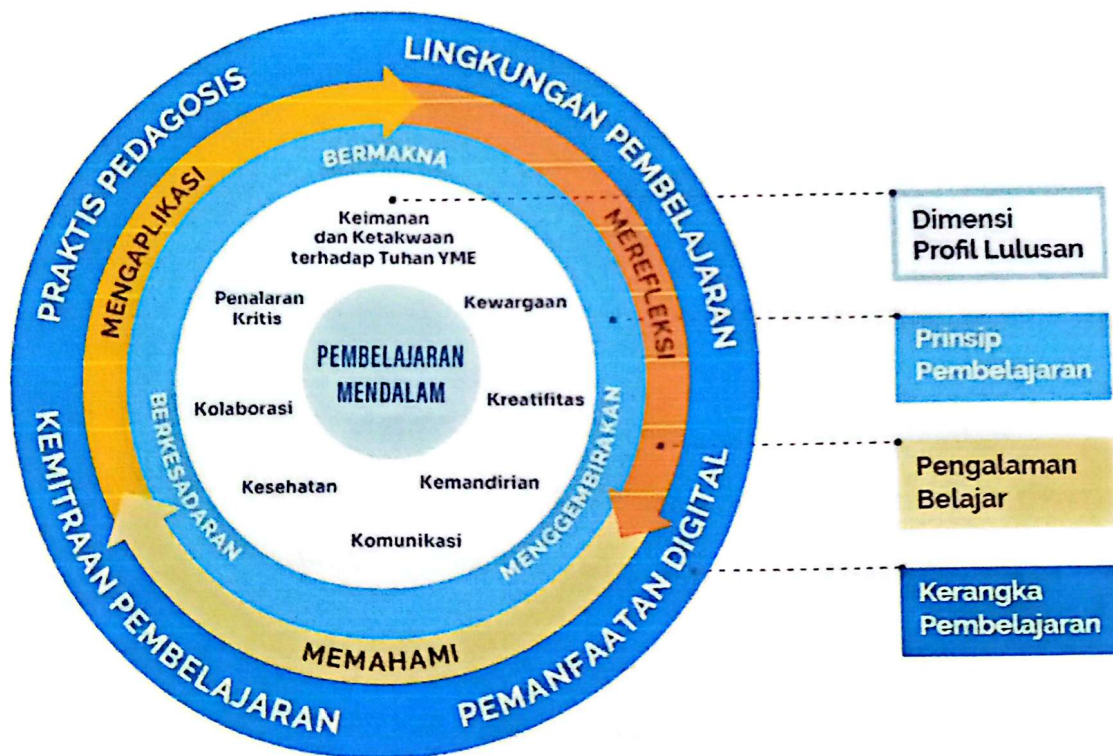 PRAKTIS PEDAGOSIS
LINGKUNGAN PEMBELAJARAN
MENGAPLIKASI
BERMAKNA
MEREFLEKSI
Keimanan
dan Ketakwaan
terhadap Tuhan YME
Penalaran
Kritis
Kewargaan
PEMBELAJARAN
MENDALAM
Kolaborasi
Kreatifitas
Kesehatan
Kemandirian
Komunikasi
BERKESADARAN
MENGGEMBIRAKAN
MEMAHAMI
KEMITRAAN PEMBELAJARAN
PEMANFAATAN DIGITAL
Dimensi
Profil Lulusan
Prinsip
Pembelajaran
Pengalaman
Belajar
Kerangka
Pembelajaran